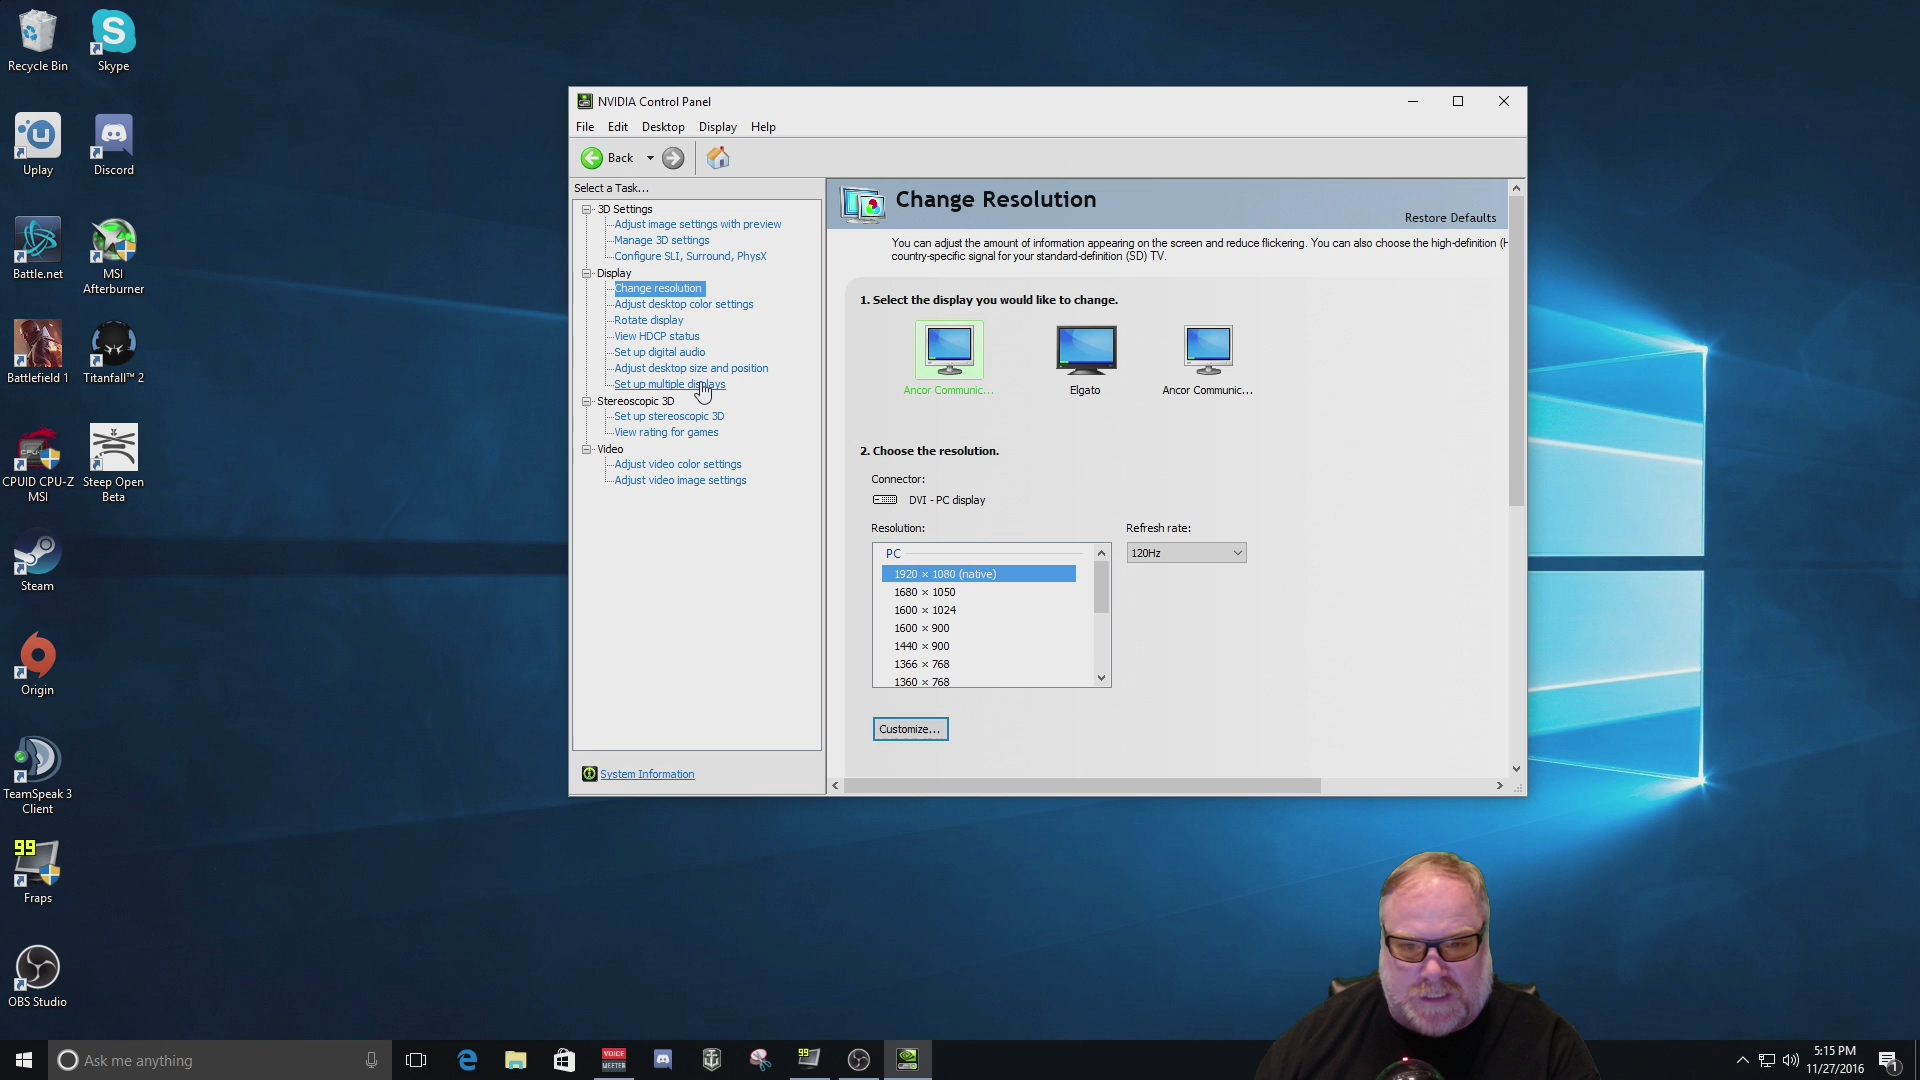 Recycle Bin
Skype
Uplay
Discord
Battle.net
MSI
Afterburner
Battlefield 1
Titanfall™ 2
CPUID CPU-Z
MSI
Steep Open
Beta
Steam
Origin
TeamSpeak 3
Client
99
Fraps
OBS Studio
NVIDIA Control Panel
File Edit Desktop Display Help
Back
Select a Task...
3D Settings
Adjust image settings with preview
Manage 3D settings
Configure SLI, Surround, PhysX
Display
Change resolution
Adjust desktop color settings
Rotate display
View HDCP status
Set up digital audio
Adjust desktop size and position
Set up multiple displays
Stereoscopic 3D
Set up stereoscopic 3D
View rating for games
Video
Adjust video color settings
Adjust video image settings
System Information
Change Resolution
Restore Defaults
You can adjust the amount of information appearing on the screen and reduce flickering. You can also choose the high-definition (H
country-specific signal for your standard-definition (SD) TV.
1. Select the display you would like to change.
Ancor Communic...
Elgato
Ancor Communic...
2. Choose the resolution.
Connector:
DVI - PC display
Resolution:
Refresh rate:
PC
120Hz
1920 × 1080 (native)
1680 × 1050
1600 × 1024
1600 × 900
1440 × 900
1366 × 768
1360 × 768
Customize...
Ask me anything
VOICE
MEETER
99
5:15 PM
11/27/2016
1